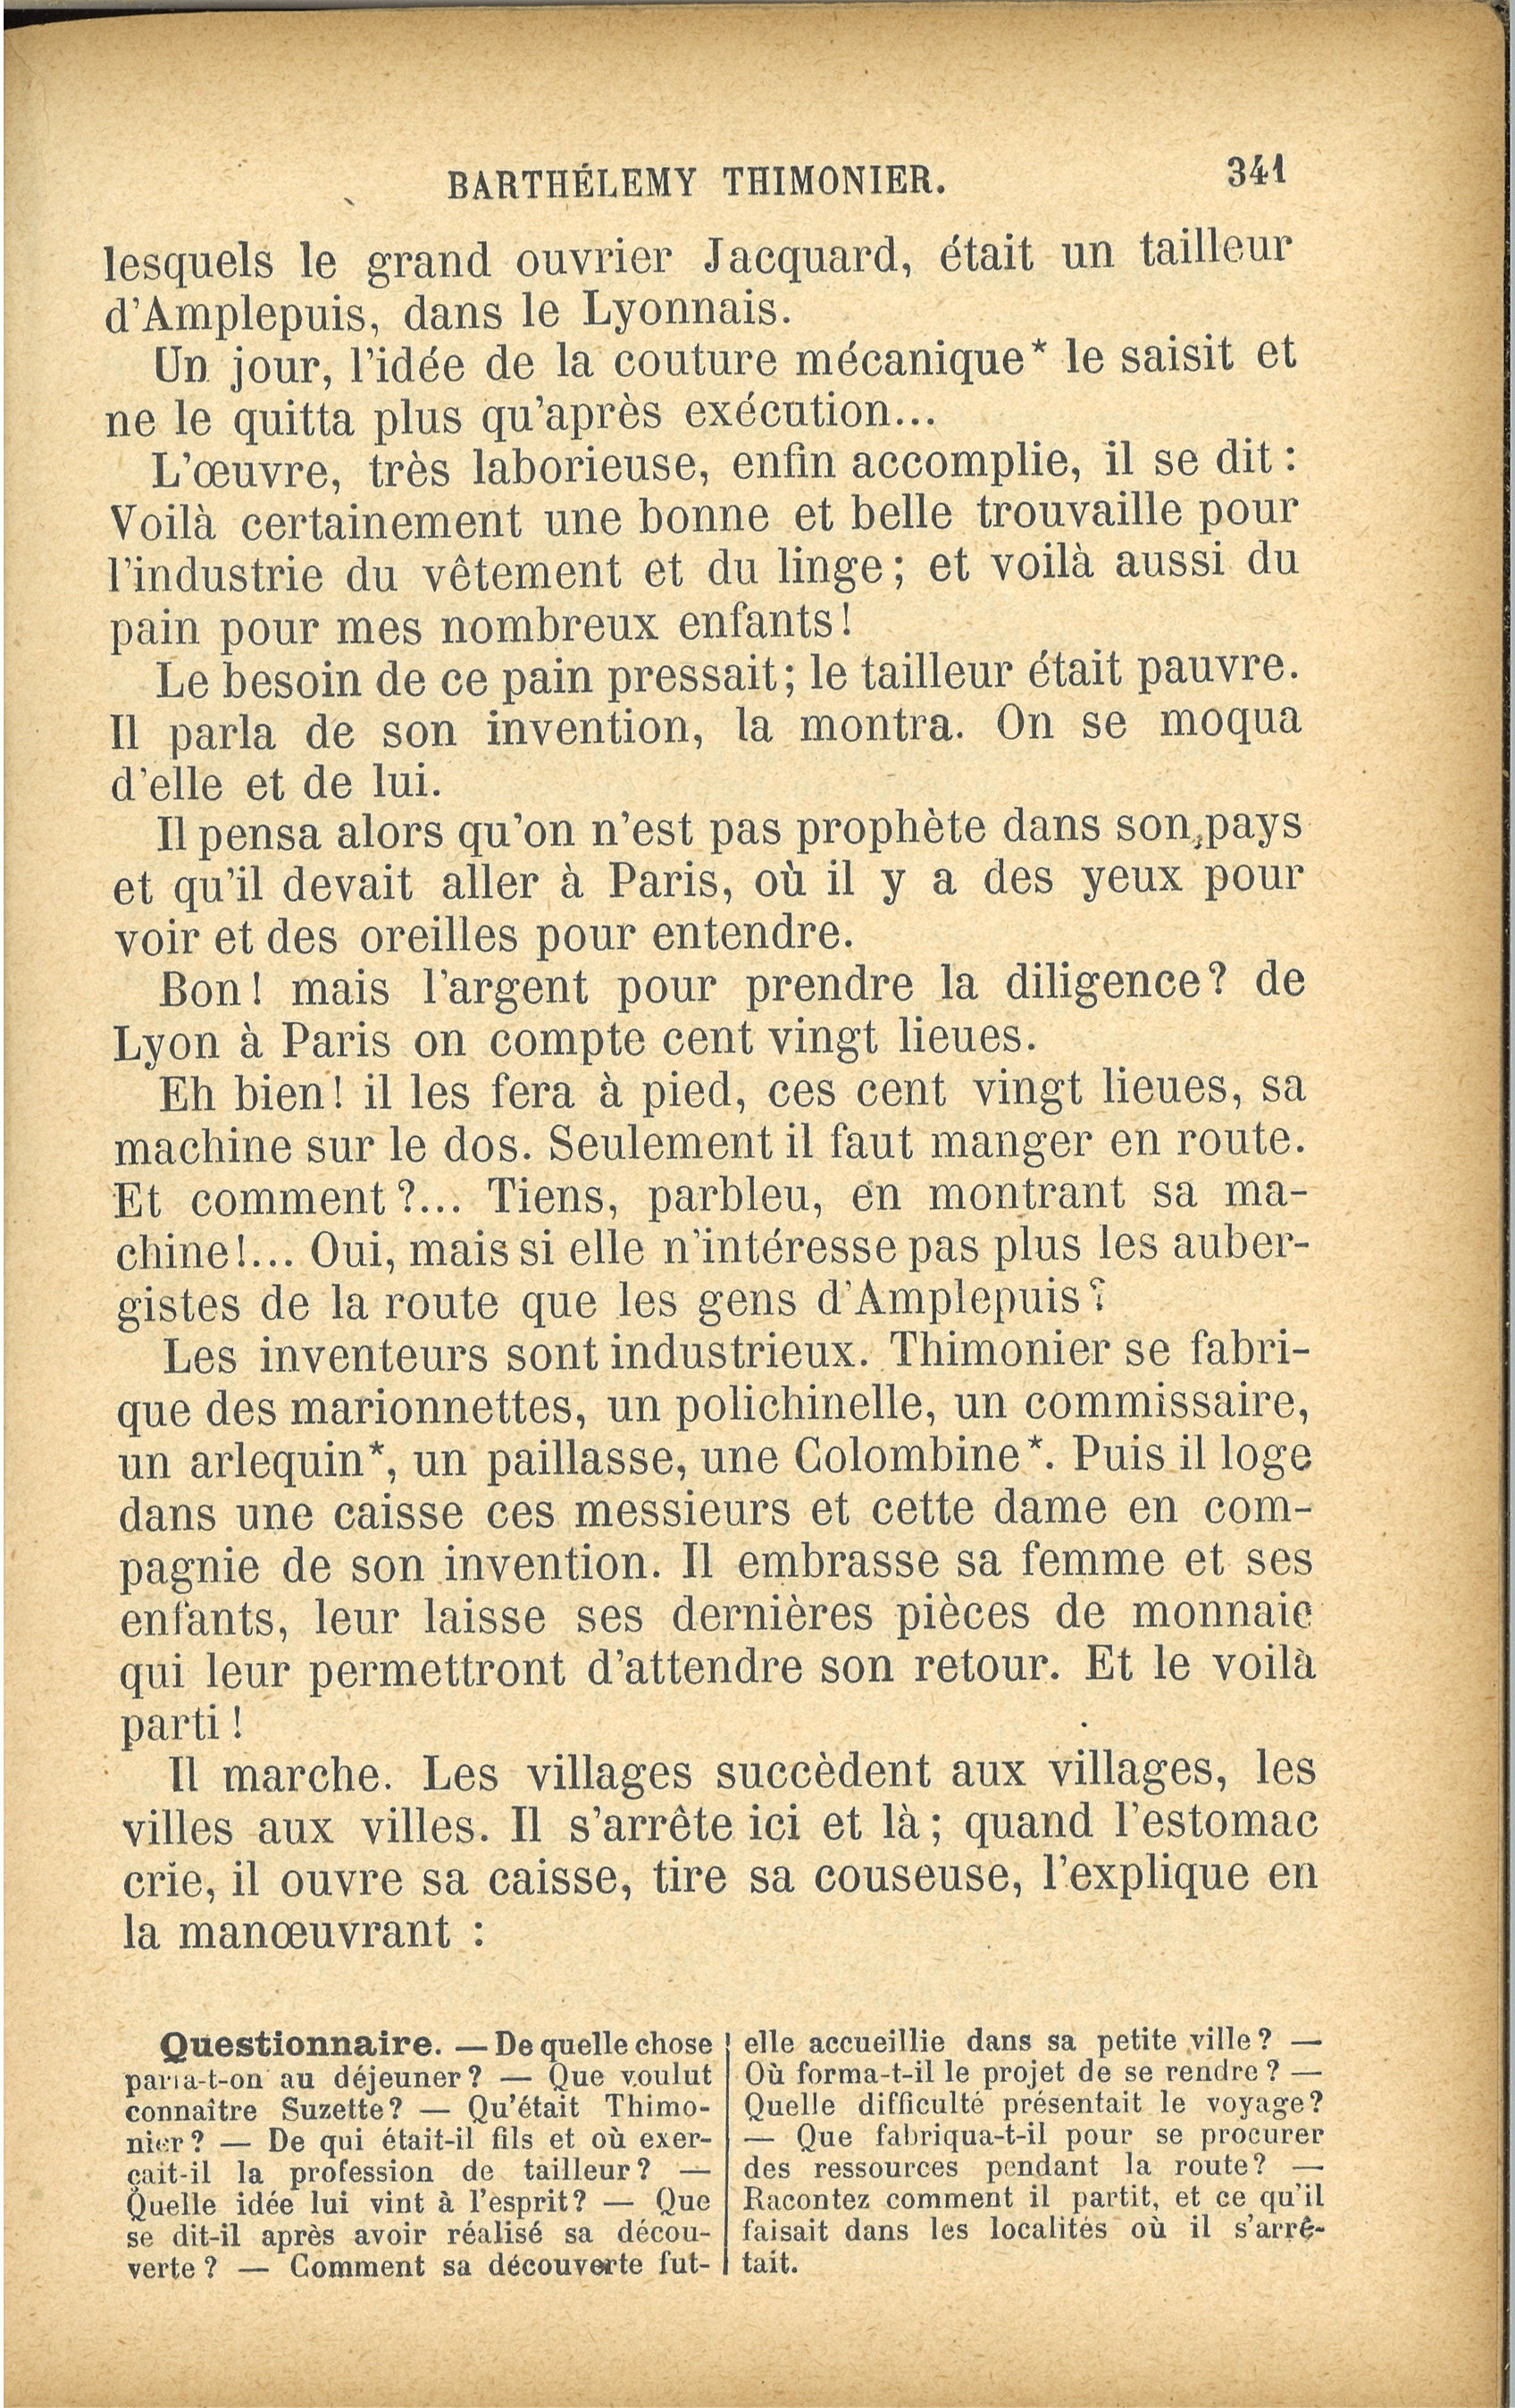 BARTHÉLEMY THIMONIER. 341
lesquels le grand ouvrier Jacquard, était un tailleur
d'Amplepuis, dans le Lyonnais.
Un jour, l'idée de la couture mécanique* le saisit et
ne le quitta plus qu'après exécution...
L'œuvre, très laborieuse, enfin accomplie, il se dit :
Voilà certainement une bonne et belle trouvaille pour
l'industrie du vêtement et du linge; et voilà aussi du
pain pour mes nombreux enfants!
Le besoin de ce pain pressait; le tailleur était pauvre.
Il parla de son invention, la montra. On se moqua
d'elle et de lui.
Il pensa alors qu'on n'est pas prophète dans son pays
et qu'il devait aller à Paris, où il y a des yeux pour
voir et des oreilles pour entendre.
Bon! mais l'argent pour prendre la diligence? de
Lyon à Paris on compte cent vingt lieues.
Eh bien! il les fera à pied, ces cent vingt lieues, sa
machine sur le dos. Seulement il faut manger en route.
Et comment?... Tiens, parbleu, en montrant sa ma-
chine!... Oui, mais si elle n'intéresse pas plus les auber-
gistes de la route que les gens d'Amplepuis?
Les inventeurs sont industrieux. Thimonier se fabri-
que des marionnettes, un polichinelle, un commissaire,
un arlequin*, un paillasse, une Colombine*. Puis il loge
dans une caisse ces messieurs et cette dame en com-
pagnie de son invention. Il embrasse sa femme et ses
enfants, leur laisse ses dernières pièces de monnaie
qui leur permettront d'attendre son retour. Et le voilà
parti!
Il marche. Les villages succèdent aux villages, les
villes aux villes. Il s'arrête ici et là; quand l'estomac
crie, il ouvre sa caisse, tire sa couseuse, l'explique en
la manœuvrant :
Questionnaire. — De quelle chose
parla-t-on au déjeuner? — Que voulut
connaître Suzette? — Qu'était Thimo-
nier? — De qui était-il fils et où exer-
çait-il la profession de tailleur? —
Quelle idée lui vint à l'esprit? — Que
se dit-il après avoir réalisé sa décou-
verte? — Comment sa découverte fut-
elle accueillie dans sa petite ville? —
Où forma-t-il le projet de se rendre? —
Quelle difficulté présentait le voyage?
— Que fabriqua-t-il pour se procurer
des ressources pendant la route? —
Racontez comment il partit, et ce qu'il
faisait dans les localités où il s'arrê-
tait.